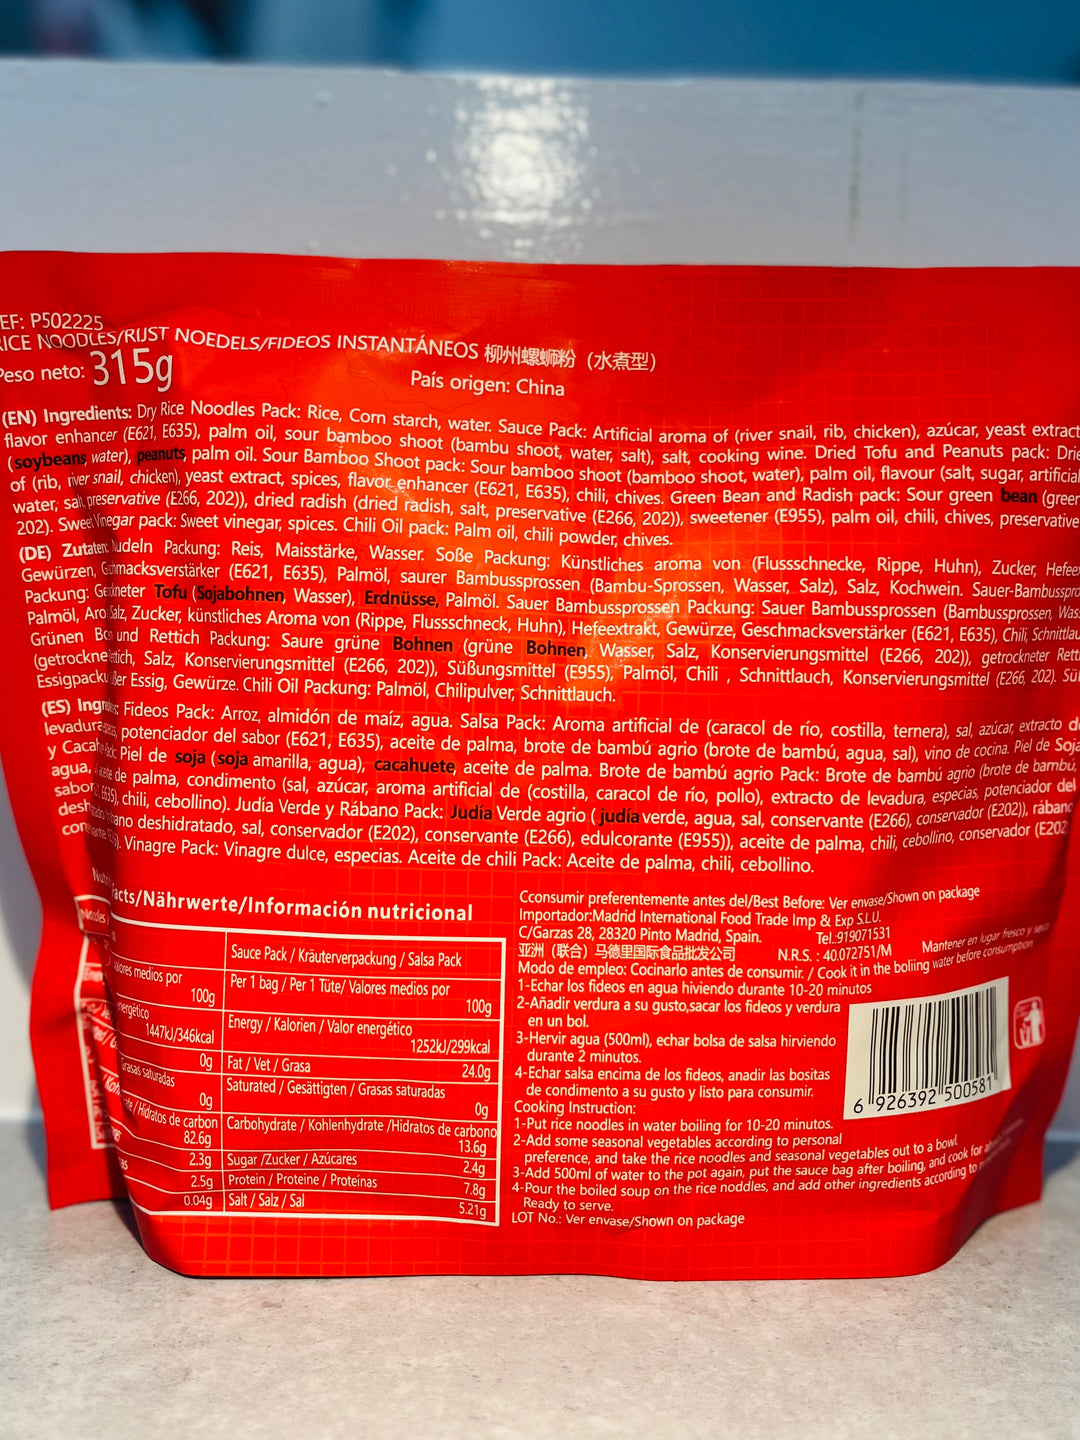 EF: P502225
RICE NOODLES/RIJST NOEDELS/FIDEOS INSTANTÁNEOS 柳州螺蛳粉（水煮型）
Peso neto: 315g
País origen: China
(EN) Ingredients: Dry Rice Noodles Pack: Rice, Corn starch, water. Sauce Pack: Artificial aroma of (river snail, rib, chicken), azúcar, yeast extract
flavor enhancer (E621, E635), palm oil, sour bamboo shoot (bambu shoot, water, salt), salt, cooking wine. Dried Tofu and Peanuts pack: Drie
(soybeans, water), peanuts, palm oil. Sour Bamboo Shoot pack: Sour bamboo shoot (bamboo shoot, water), palm oil, flavour (salt, sugar, artificial
of (rib, river snail, chicken), yeast extract, spices, flavor enhancer (E621, E635), chili, chives. Green Bean and Radish pack: Sour green bean (green
water, salt, preservative (E266, 202)), dried radish (dried radish, salt, preservative (E266, 202)), sweetener (E955), palm oil, chili, chives, preservative
202). Sweet Vinegar pack: Sweet vinegar, spices. Chili Oil pack: Palm oil, chili powder, chives.
(DE) Zutaten: Nudeln Packung: Reis, Maisstärke, Wasser. Soße Packung: Künstliches aroma von (Flussschnecke, Rippe, Huhn), Zucker, Hefeex
Gewürzen, macksverstärker (E621, E635), Palmöl, saurer Bambussprossen (Bambu-Sprossen, Wasser, Salz), Salz, Kochwein. Sauer-Bambusspro
Packung: neter Tofu (Sojabohnen, Wasser), Erdnüsse, Palmöl. Sauer Bambussprossen Packung: Sauer Bambussprossen (Bambussprossen, Was
Palmöl, Salz, Zucker, künstliches Aroma von (Rippe, Flussschneck, Huhn), Hefeextrakt, Gewürze, Geschmacksverstärker (E621, E635), Chili, Schnittlau
Grünen und Rettich Packung: Saure grüne Bohnen (grüne Bohnen, Wasser, Salz, Konservierungsmittel (E266, 202)), getrockneter Rett
(getrockne ettich, Salz, Konservierungsmittel (E266, 202)), Süßungsmittel (E955), Palmöl, Chili , Schnittlauch, Konservierungsmittel (E266, 202). Sü
Essigpacku ßer Essig, Gewürze. Chili Oil Packung: Palmöl, Chilipulver, Schnittlauch.
(ES) Fideos Pack: Arroz, almidón de maíz, agua. Salsa Pack: Aroma artificial de (caracol de río, costilla, ternera), sal, azúcar, extracto d
levadura, potenciador del sabor (E621, E635), aceite de palma, brote de bambú agrio (brote de bambú, agua, sal), vino de cocina. Piel de Soja
y Piel de soja (soja amarilla, agua), cacahuete, aceite de palma. Brote de bambú agrio Pack: Brote de bambú agrio (brote de bambú,
agua, de palma, condimento (sal, azúcar, aroma artificial de (costilla, caracol de río, pollo), extracto de levadura, especias, potenciador del
sabor chili, cebollino). Judía Verde y Rábano Pack: Judía Verde agrio (judía verde, agua, sal, conservante (E266), conservador (E202)), rábano
ano deshidratado, sal, conservador (E202), conservante (E266), edulcorante (E955)), aceite de palma, chili, cebollino, conservador (E202
Vinagre Pack: Vinagre dulce, especias. Aceite de chili Pack: Aceite de palma, chili, cebollino.
acts/Nährwerte/Información nutricional
Sauce Pack / Kräuterverpackung / Salsa Pack
alores medios por 100g
Per 1 bag / Per 1 Tüte/ Valores medios por 100g
nergético 1447kJ/346kcal
Energy / Kalorien / Valor energético 1252kJ/299kcal
0g Fat / Vet / Grasa 24.0g
Grasas saturadas 0g
Saturated / Gesättigten / Grasas saturadas 0g
/ Hidratos de carbon 82.6g
Carbohydrate / Kohlenhydrate /Hidratos de carbono 13.6g
2.3g Sugar /Zucker / Azúcares 2.4g
2.5g Protein / Proteine / Proteínas 7.8g
0.04g Salt / Salz / Sal 5.21g
Cconsumir preferentemente antes del/Best Before: Ver envase/Shown on package
Importador:Madrid International Food Trade Imp & Exp S.L.U.
C/Garzas 28, 28320 Pinto Madrid, Spain. Tel.:919071531
亚洲（联合）马德里国际食品批发公司 N.R.S. : 40.072751/M Mantener en lugar fresco y seco
Modo de empleo: Cocinarlo antes de consumir. / Cook it in the boliing water before consumption
1-Echar los fideos en agua hiviendo durante 10-20 minutos
2-Añadir verdura a su gusto,sacar los fideos y verdura
en un bol.
3-Hervir agua (500ml), echar bolsa de salsa hirviendo
durante 2 minutos.
4-Echar salsa encima de los fideos, anadir las bositas
de condimento a su gusto y listo para consumir.
Cooking Instruction:
1-Put rice noodles in water boiling for 10-20 minutos.
2-Add some seasonal vegetables according to personal
preference, and take the rice noodles and seasonal vegetables out to a bowl.
3-Add 500ml of water to the pot again, put the sauce bag after boiling, and cook for
4-Pour the boiled soup on the rice noddles, and add other ingredients according to
Ready to serve.
LOT No.: Ver envase/Shown on package
6 926392 500581